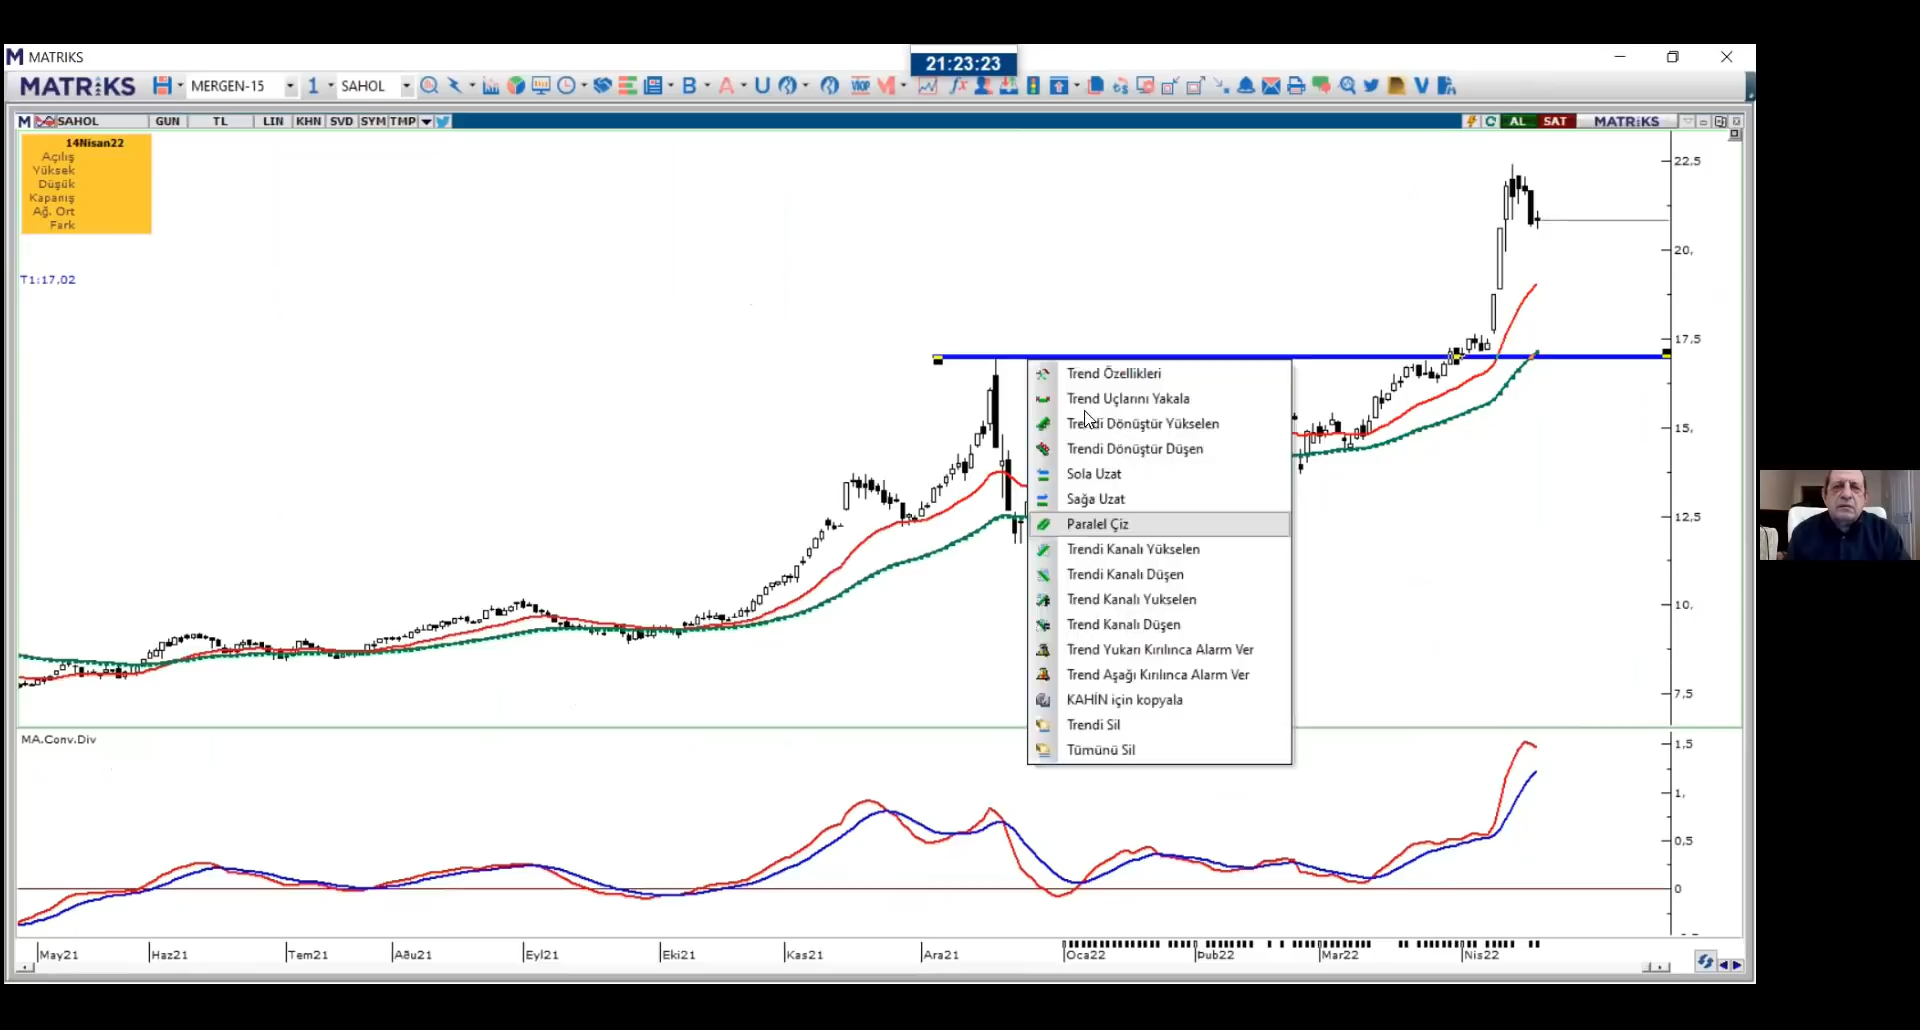 MATRIKS
21:23:23
MATRIKS MERGEN-15 1 SAHOL B A U VIOP M fx V
M SAHOL GUN TL LIN KHN SVD SYM TMP AL SAT MATRIKS
14Nisan22
Açılış
Yüksek
Düşük
Kapanış
Ağ. Ort
Fark
T1:17,02
22,5
20,
17,5
15,
12,5
10,
7,5
Trend Özellikleri
Trend Uçlarını Yakala
Trendi Dönüştür Yükselen
Trendi Dönüştür Düşen
Sola Uzat
Sağa Uzat
Paralel Çiz
Trendi Kanalı Yükselen
Trendi Kanalı Düşen
Trend Kanalı Yukselen
Trend Kanalı Düşen
Trend Yukarı Kırılınca Alarm Ver
Trend Aşağı Kırılınca Alarm Ver
KAHİN için kopyala
Trendi Sil
Tümünü Sil
MA.Conv.Div
1,5
1,
0,5
0
May21 Haz21 Tem21 Aðu21 Eyl21 Eki21 Kas21 Ara21 Oca22 Þub22 Mar22 Nis22